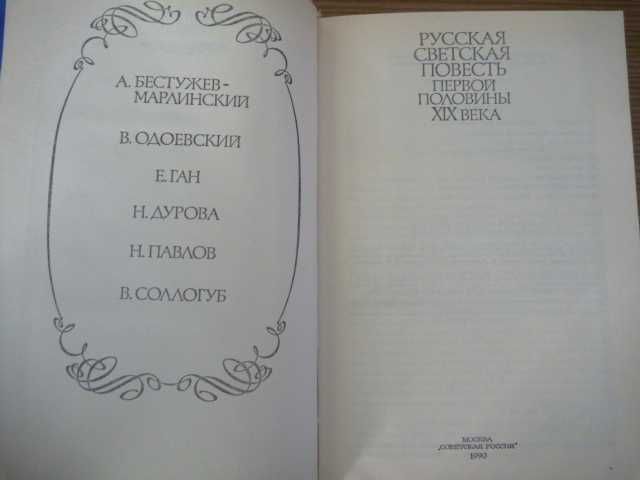 А. БЕСТУЖЕВ-
МАРЛИНСКИЙ
В. ОДОЕВСКИЙ
Е. ГАН
Н. ДУРОВА
Н. ПАВЛОВ
В. СОЛЛОГУБ
РУССКАЯ
СВЕТСКАЯ
ПОВЕСТЬ
ПЕРВОЙ
ПОЛОВИНЫ
XIX ВЕКА
МОСКВА
„СОВЕТСКАЯ РОССИЯ"
1990